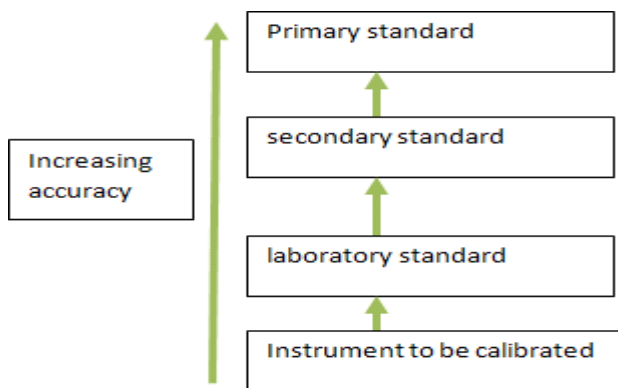 Primary standard
secondary standard
Increasing
accuracy
laboratory standard
Instrument to be calibrated